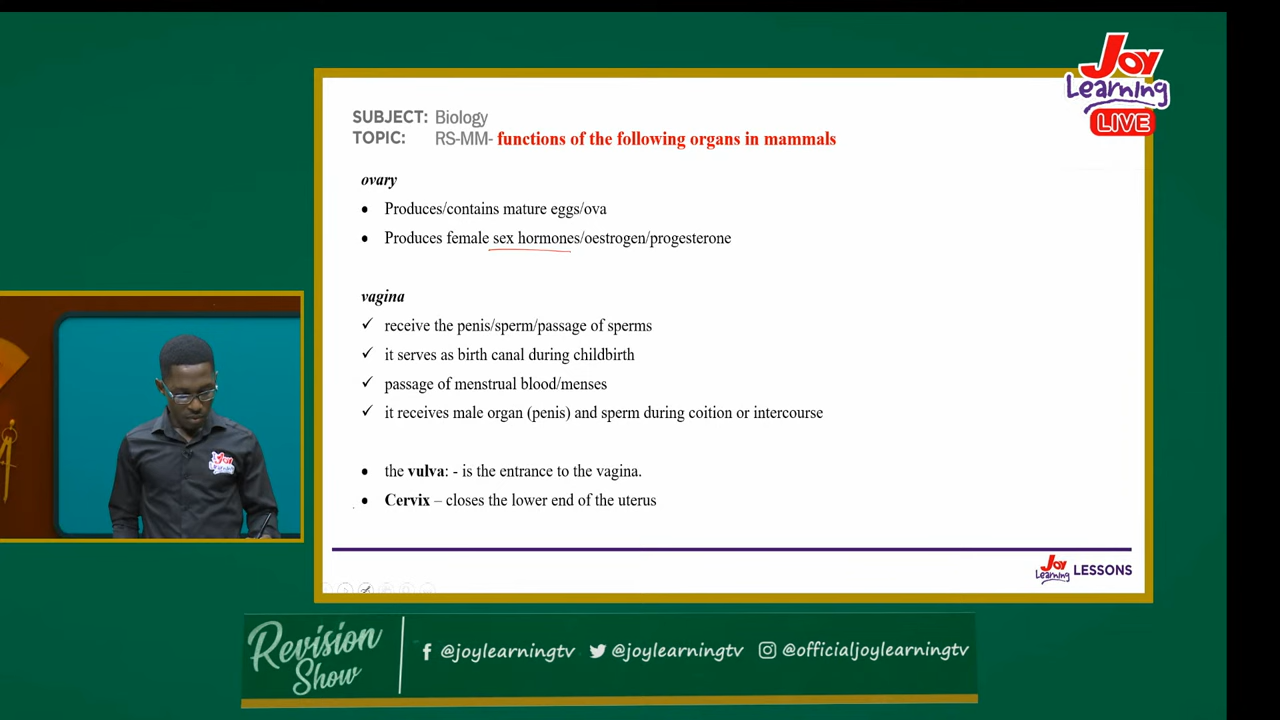 Joy
Learning
LIVE
SUBJECT: Biology
TOPIC: RS-MM- functions of the following organs in mammals
ovary
• Produces/contains mature eggs/ova
• Produces female sex hormones/oestrogen/progesterone
vagina
✓ receive the penis/sperm/passage of sperms
✓ it serves as birth canal during childbirth
✓ passage of menstrual blood/menses
✓ it receives male organ (penis) and sperm during coition or intercourse
• the vulva: - is the entrance to the vagina.
• Cervix – closes the lower end of the uterus
Joy Learning LESSONS
Revision Show
@joylearningtv @joylearningtv @officialjoylearningtv